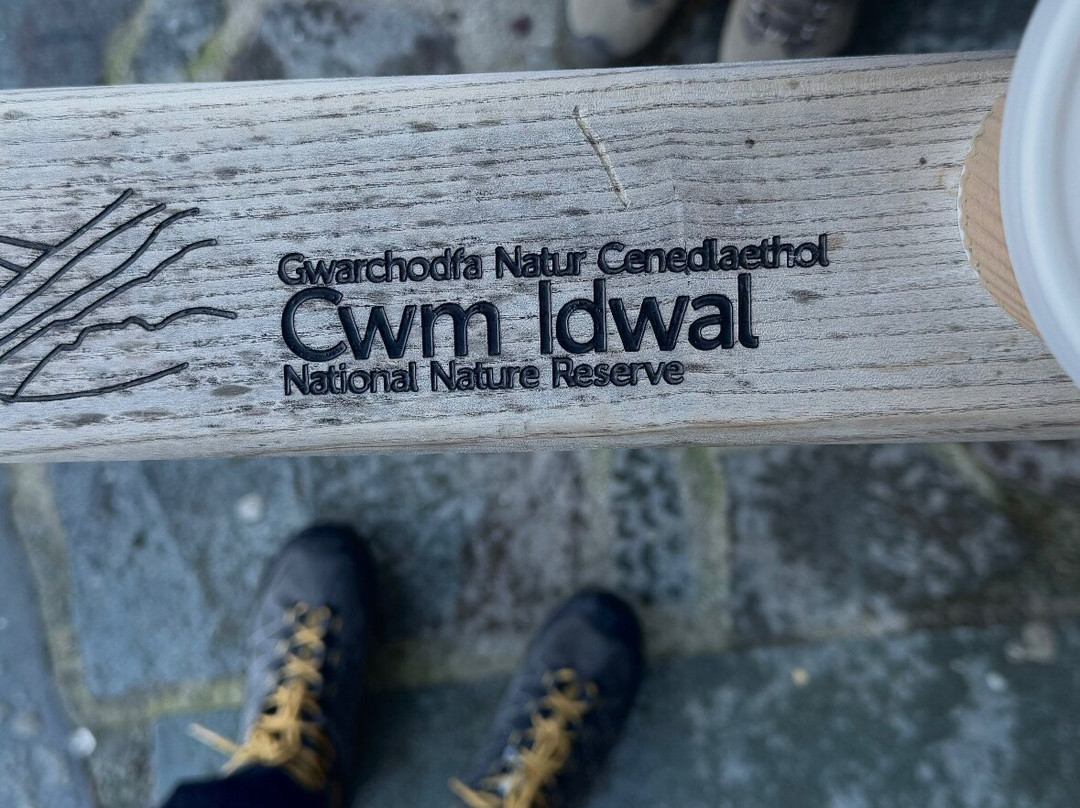 Gwarchodfa Natur Cenedlaethol
Cwm Idwal
National Nature Reserve